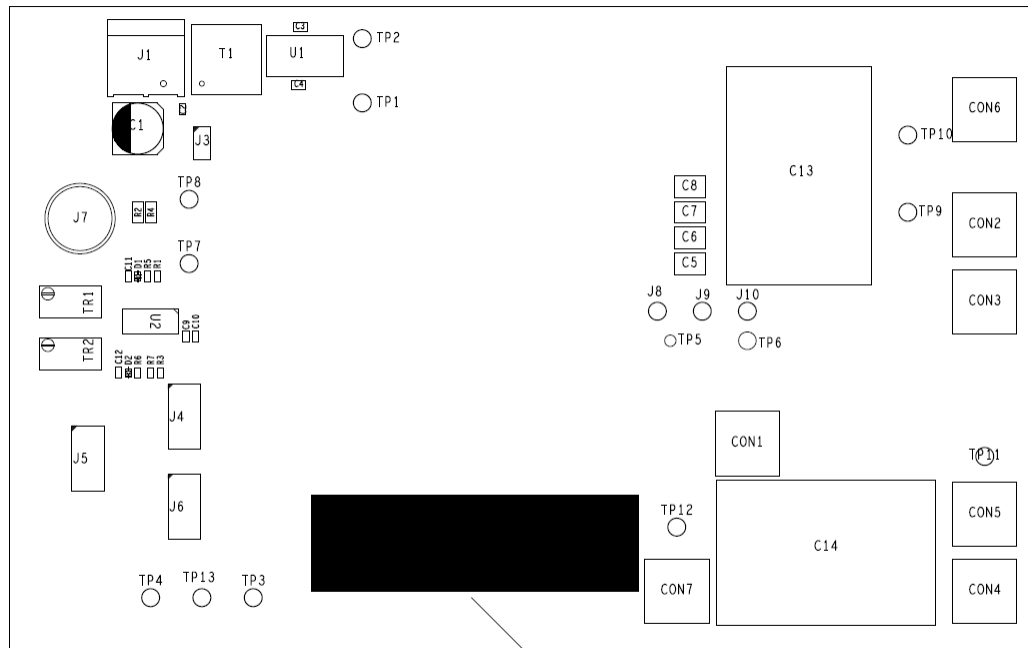 C3
TP2
J1
T1
U1
C4
TP1
C2
C1
J3
CON6
TP10
C13
TP8
C8
J7
R2
R4
C7
TP9
CON2
C6
TP7
C5
C11
D1
R5
R1
J8
J9
J10
CON3
TR1
U2
C9
C10
TP5
TP6
TR2
C12
D2
R6
R7
R3
J4
CON1
J5
TP11
J6
TP12
CON5
C14
TP4
TP13
TP3
CON7
CON4